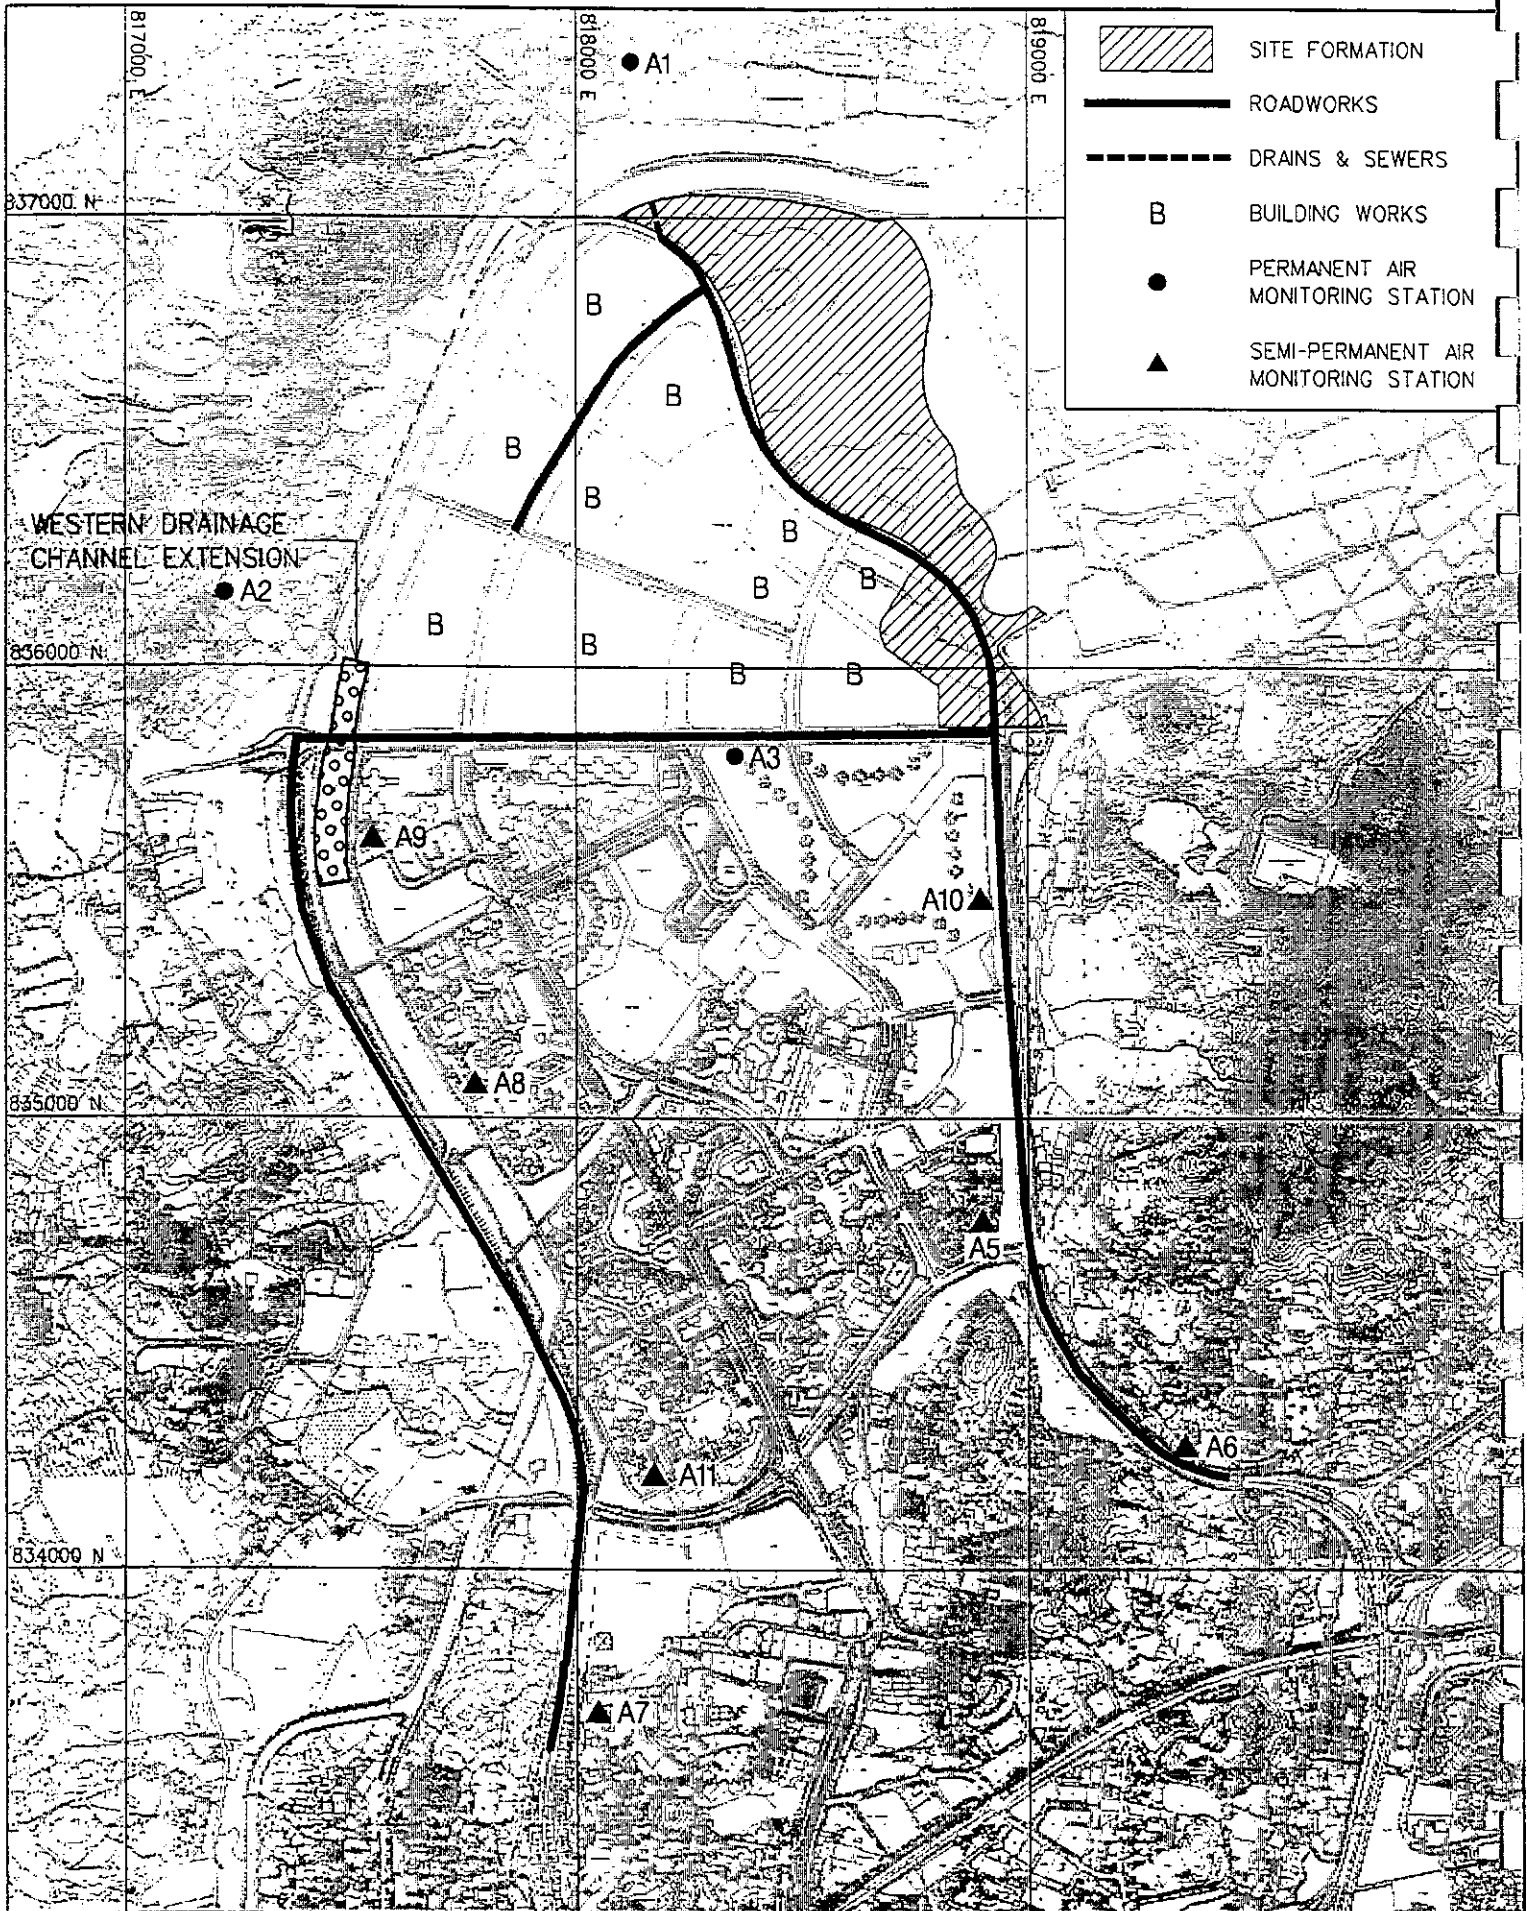 817000 E
818000 E
819000 E
A1
SITE FORMATION
ROADWORKS
DRAINS & SEWERS
837000 N
B
BUILDING WORKS
PERMANENT AIR
MONITORING STATION
SEMI-PERMANENT AIR
MONITORING STATION
B
B
B
B
B
WESTERN DRAINAGE
CHANNEL EXTENSION
A2
B
B
B
B
836000 N
B
B
A3
A9
A10
A8
835000 N
A5
A6
A11
834000 N
A7